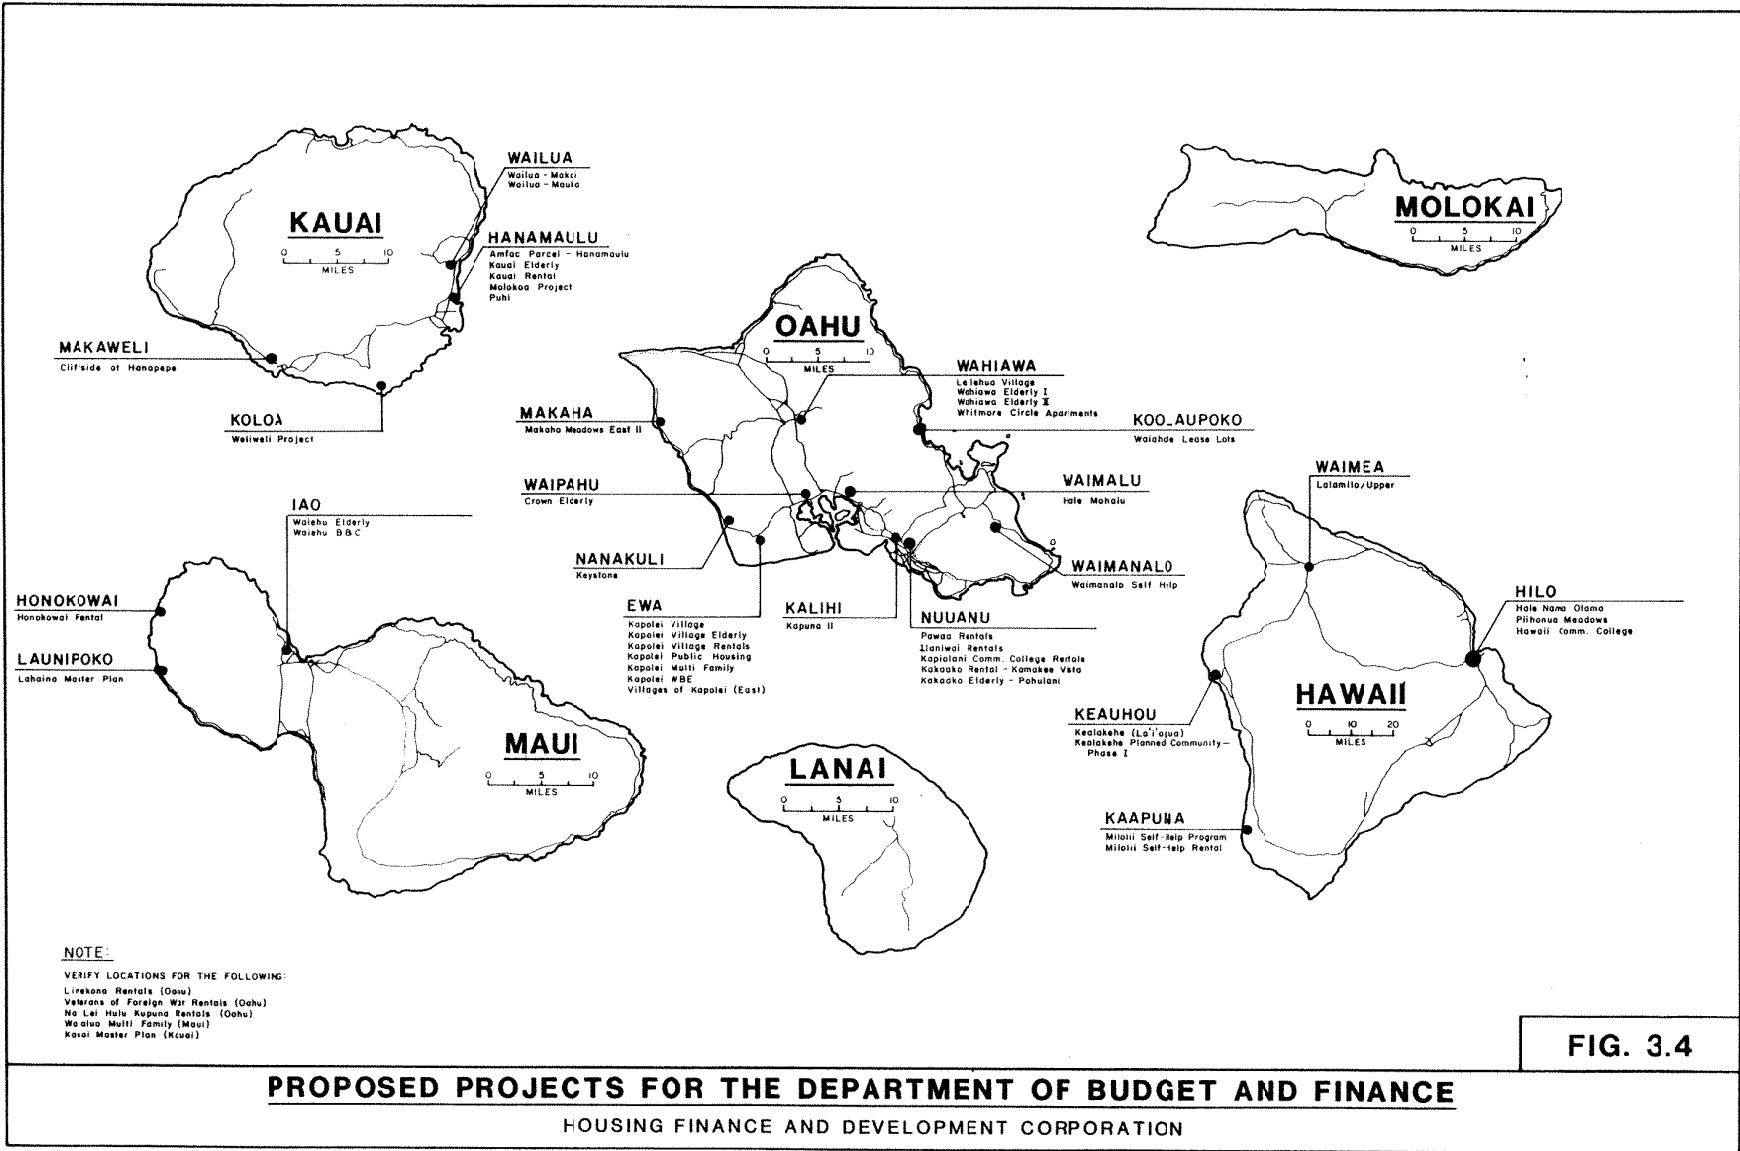 KAUAI
0 5 10
MILES
WAILUA
Wailua - Makai
Wailua - Mauka
HANAMAULU
Amfac Parcel - Hanamaulu
Kauai Elderly
Kauai Rental
Molokoa Project
Puhi
MAKAWELI
Cliffside at Hanapepe
KOLOA
Weliweli Project
MOLOKAI
0 5 10
MILES
OAHU
0 5 10
MILES
WAHIAWA
Lelehua Village
Wahiawa Elderly I
Wahiawa Elderly II
Whitmore Circle Apartments
MAKAHA
Makaha Meadows East II
KOO_AUPOKO
Lease Lots
WAIPAHU
Crown Elderly
WAIMALU
Hale Mohalu
NANAKULI
Keystone
WAIMANALO
Waimanalo Self Help
EWA
Kapolei Village
Kapolei Village Elderly
Kapolei Village Rentals
Kapolei Public Housing
Kapolei Multi Family
Kapolei MBE
Villages of Kapolei (East)
KALIHI
Kapuna II
NUUANU
Pawaa Rentals
Ilaniwai Rentals
Kapiolani Comm. College Rentals
Kakaako Rental - Kamakee Vista
Kakaako Elderly - Pohulani
IAO
Waiehu Elderly
Waiehu B&C
HONOKOWAI
Honokowai Rental
LAUNIPOKO
Lahaina Master Plan
MAUI
0 5 10
MILES
LANAI
0 5 10
MILES
WAIMEA
Lalamilo/Upper
HILO
Hale Nana Olama
Piihonua Meadows
Hawaii Comm. College
HAWAII
0 10 20
MILES
KEAUHOU
Kealakehe (La'i'opua)
Kealakehe Planned Community-
Phase I
KAAPUNA
Milolii Self-Help Program
Milolii Self-Help Rental
NOTE:
VERIFY LOCATIONS FOR THE FOLLOWING:
Rentals (Oahu)
Veterans of Foreign War Rentals (Oahu)
Na Lei Hulu Kupuna Rentals (Oahu)
Multi Family (Maui)
Master Plan (Kauai)
FIG. 3.4
PROPOSED PROJECTS FOR THE DEPARTMENT OF BUDGET AND FINANCE
HOUSING FINANCE AND DEVELOPMENT CORPORATION